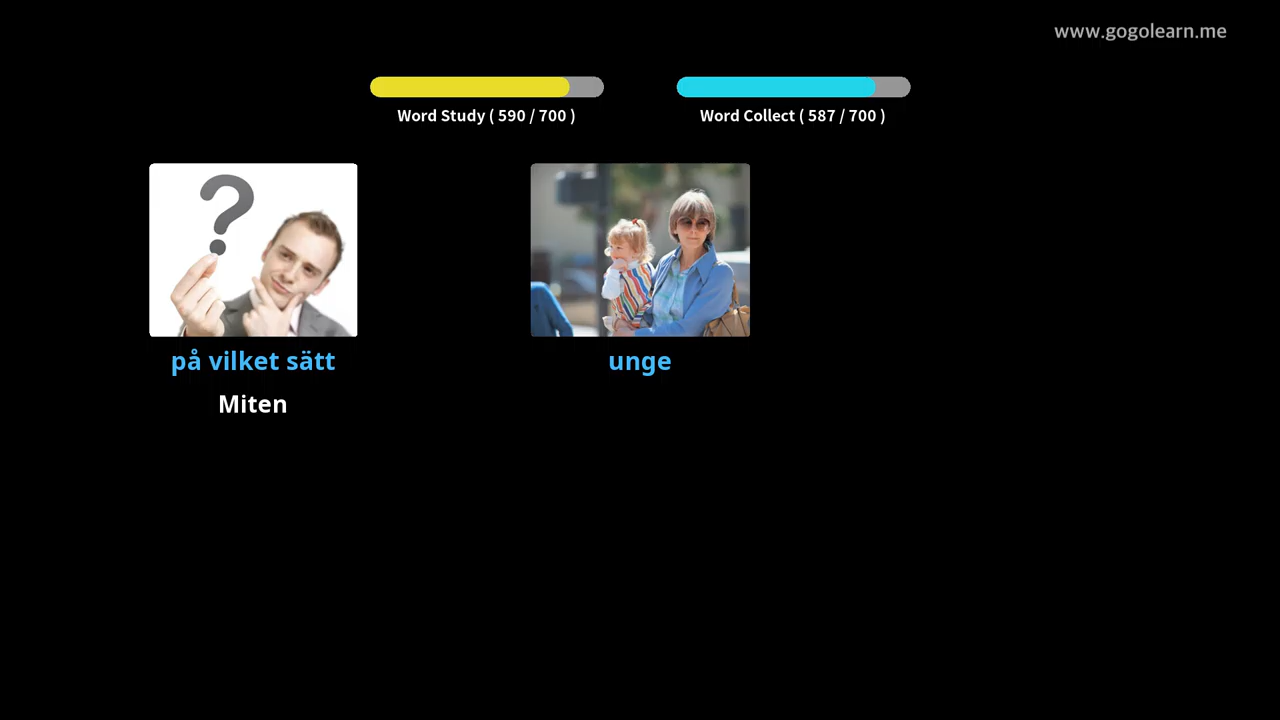 www.gogolearn.me
Word Study ( 590 / 700 )
Word Collect ( 587 / 700 )
på vilket sätt
unge
Miten